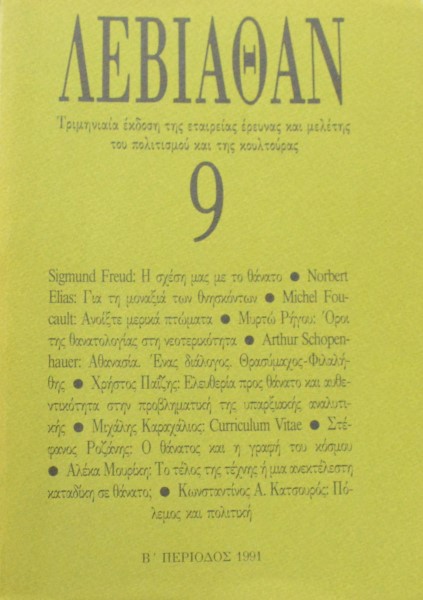 ΛΕΒΙΑΘΑΝ
Τριμηνιαία έκδοση της εταιρείας έρευνας και μελέτης
του πολιτισμού και της κουλτούρας
9
Sigmund Freud: Η σχέση μας με το θάνατο ● Norbert
Elias: Για τη μοναξιά των θνησκόντων ● Michel Fou-
cault: Ανοίξτε μερικά πτώματα ● Μυρτώ Ρήγου: Όροι
της θανατολογίας στη νεοτερικότητα ● Arthur Schopen-
hauer: Αθανασία. Ένας διάλογος. Θρασύμαχος-Φιλαλή-
θης ● Χρήστος Παΐζης: Ελευθερία προς θάνατο και αυθε-
ντικότητα στην προβληματική της υπαρξιακής αναλυτι-
κής ● Μιχάλης Καραχάλιος: Curriculum Vitae ● Στέ-
φανος Ροζάνης: Ο θάνατος και η γραφή του κόσμου
● Αλέκα Μουρίκη: Το τέλος της τέχνης ή μια ανεκτέλεστη
καταδίκη σε θάνατο; ● Κωνσταντίνος Α. Κατσουρός: Πό-
λεμος και πολιτική
Β΄ ΠΕΡΙΟΔΟΣ 1991